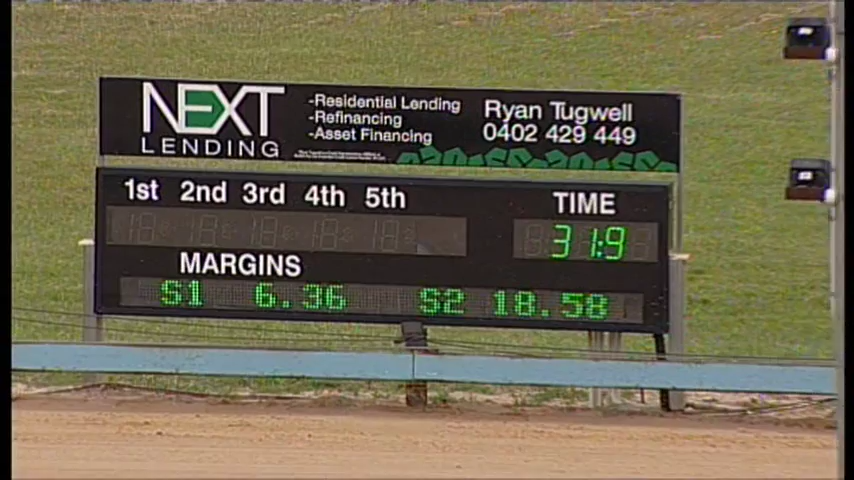 NEXT
LENDING
-Residential Lending
-Refinancing
-Asset Financing
Ryan Tugwell
0402 429 449
1st 2nd 3rd 4th 5th
TIME
31:9
MARGINS
S1 6.36 S2 18.58